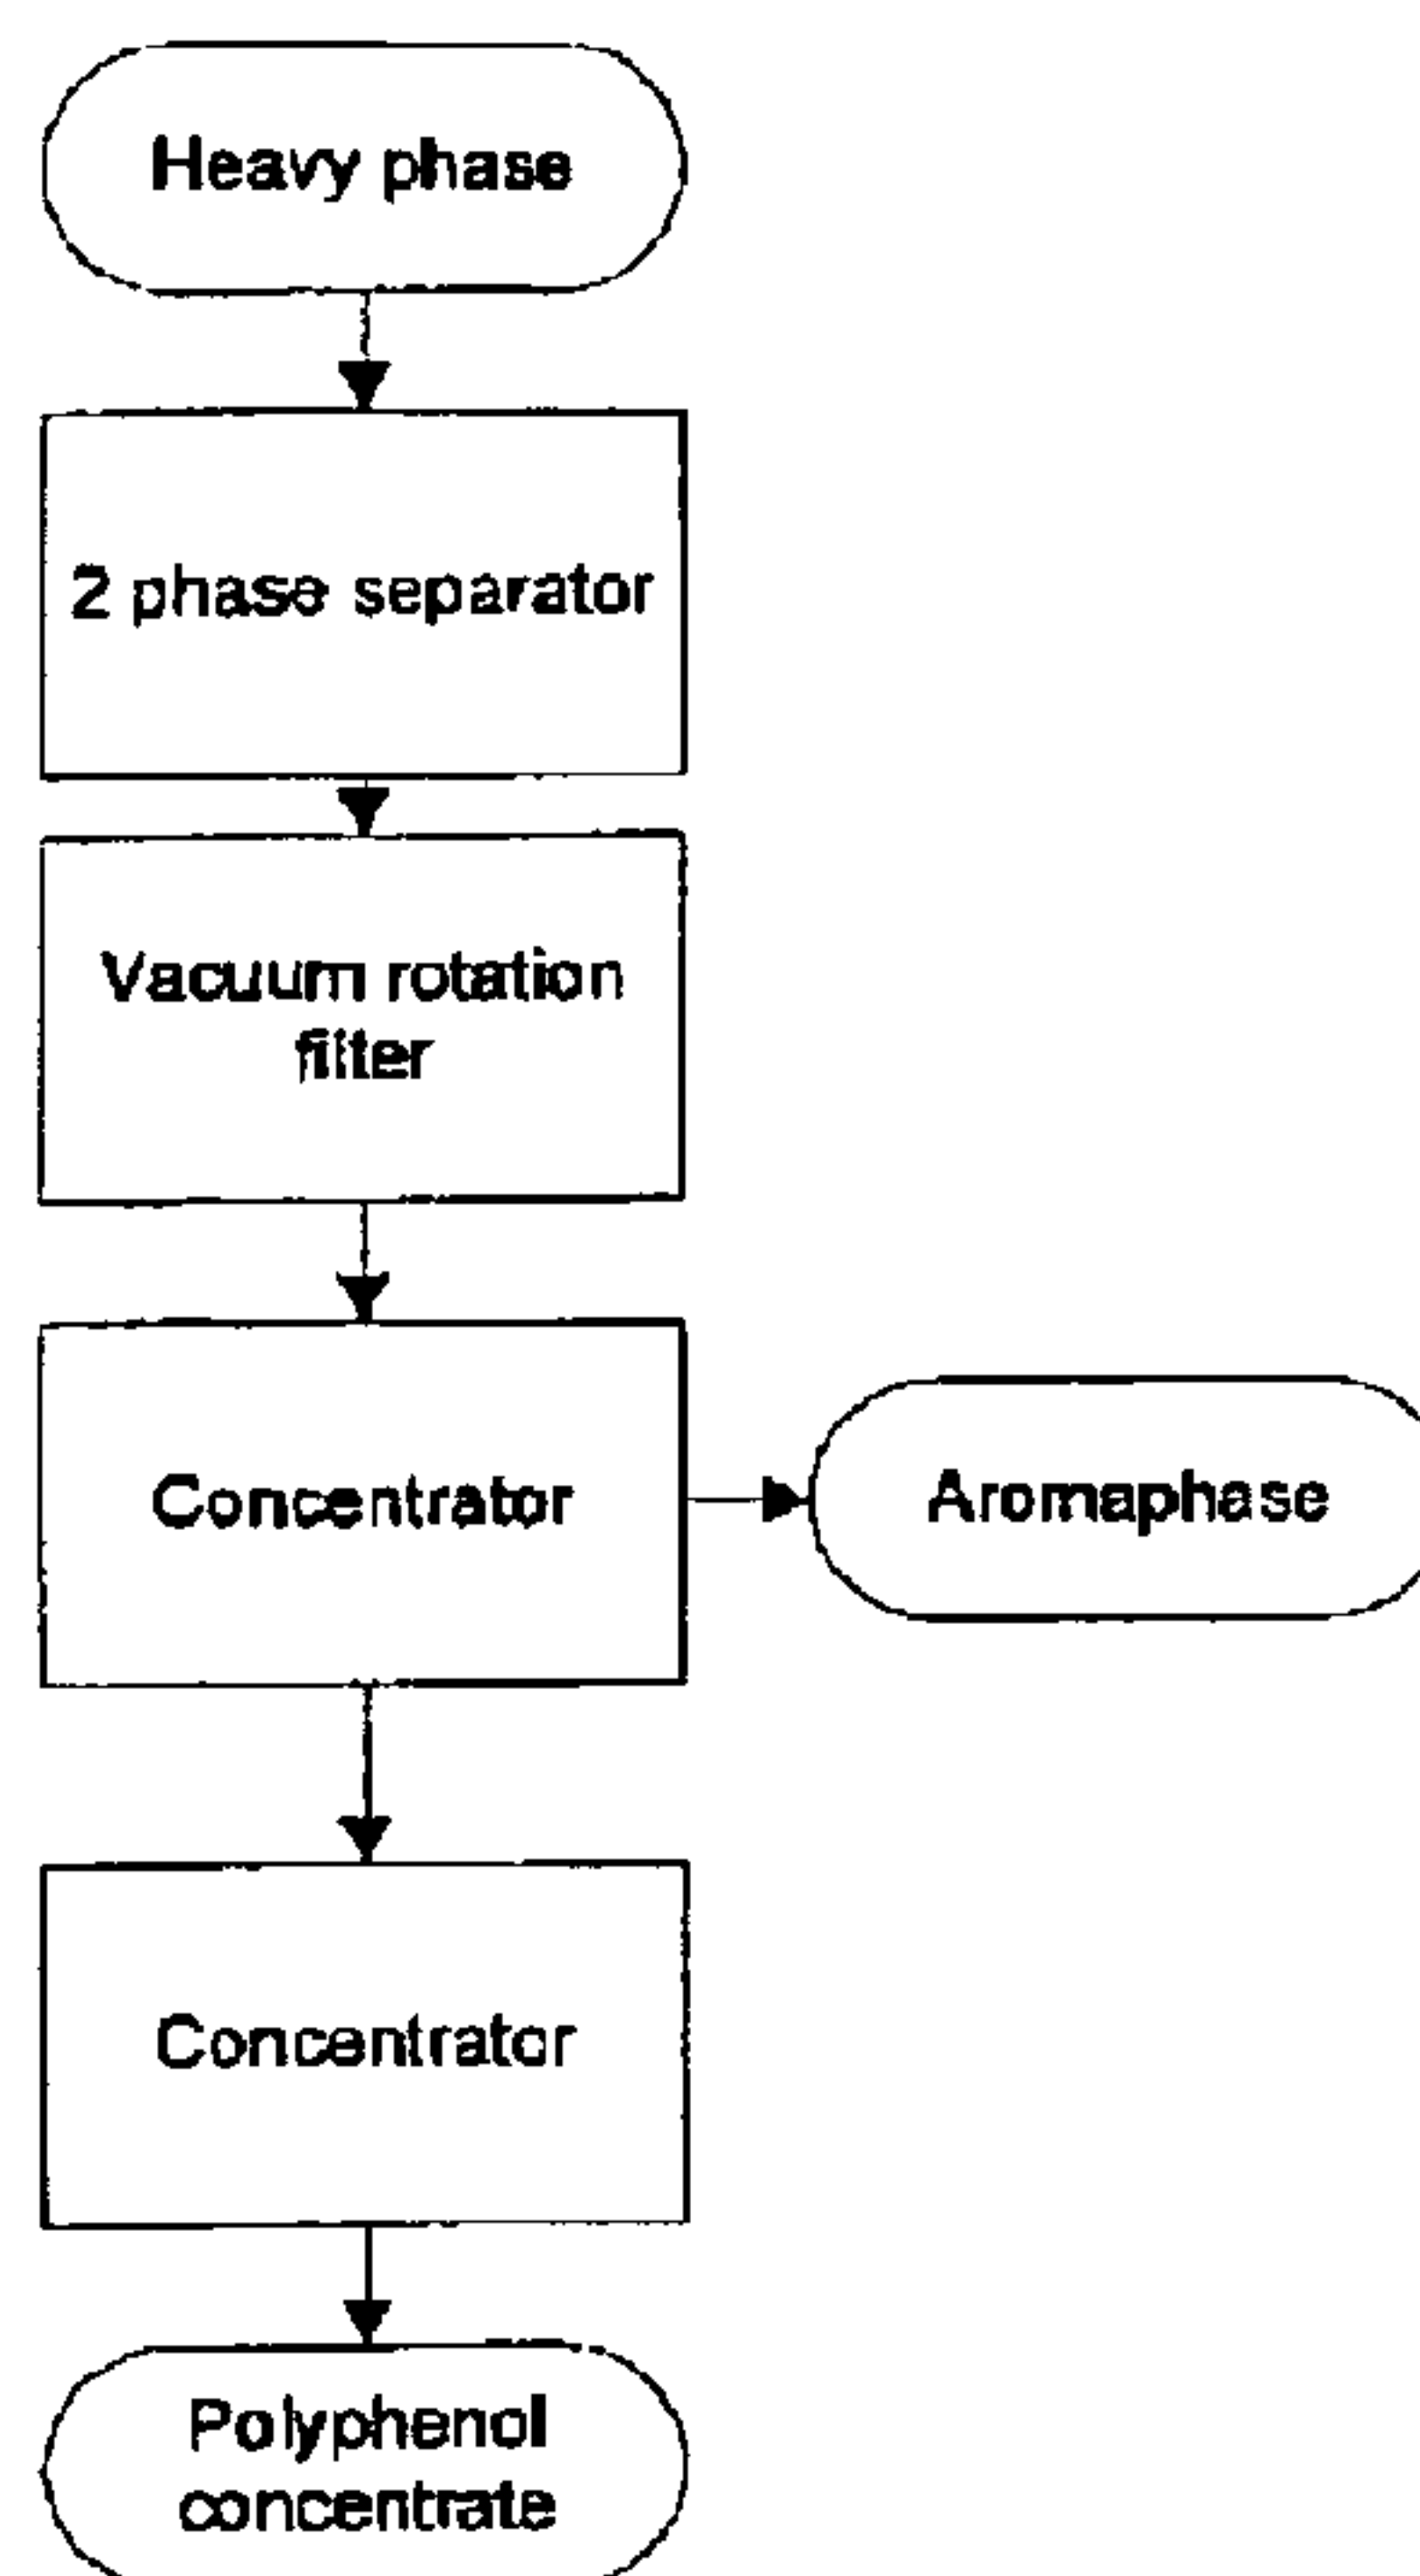 Heavy phase
2 phase separator
Vacuum rotation
filter
Concentrator
Aromaphase
Concentrator
Polyphenol
concentrate